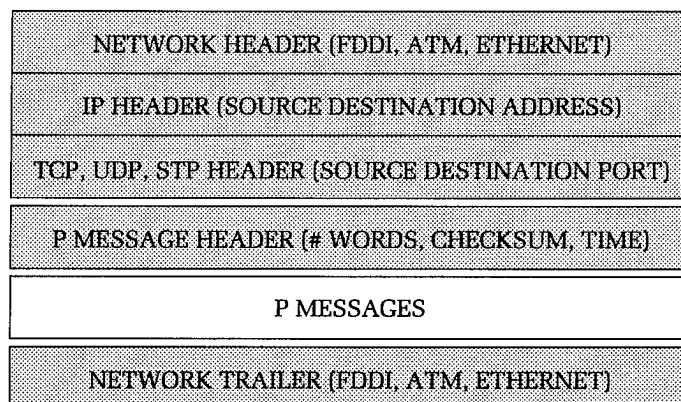 NETWORK HEADER (FDDI, ATM, ETHERNET)
IP HEADER (SOURCE DESTINATION ADDRESS)
TCP, UDP, STP HEADER (SOURCE DESTINATION PORT)
P MESSAGE HEADER (# WORDS, CHECKSUM, TIME)
P MESSAGES
NETWORK TRAILER (FDDI, ATM, ETHERNET)